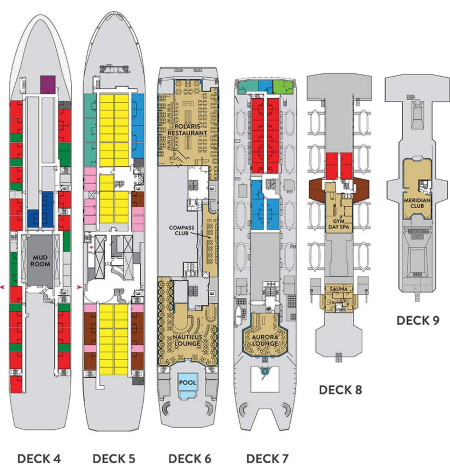 POLARIS
RESTAURANT
COMPASS
CLUB
MUD
ROOM
NAUTILUS
LOUNGE
POOL
AURORA
LOUNGE
GYM
DAY SPA
SAUNA
MERIDIAN
CLUB
DECK 4
DECK 5
DECK 6
DECK 7
DECK 8
DECK 9